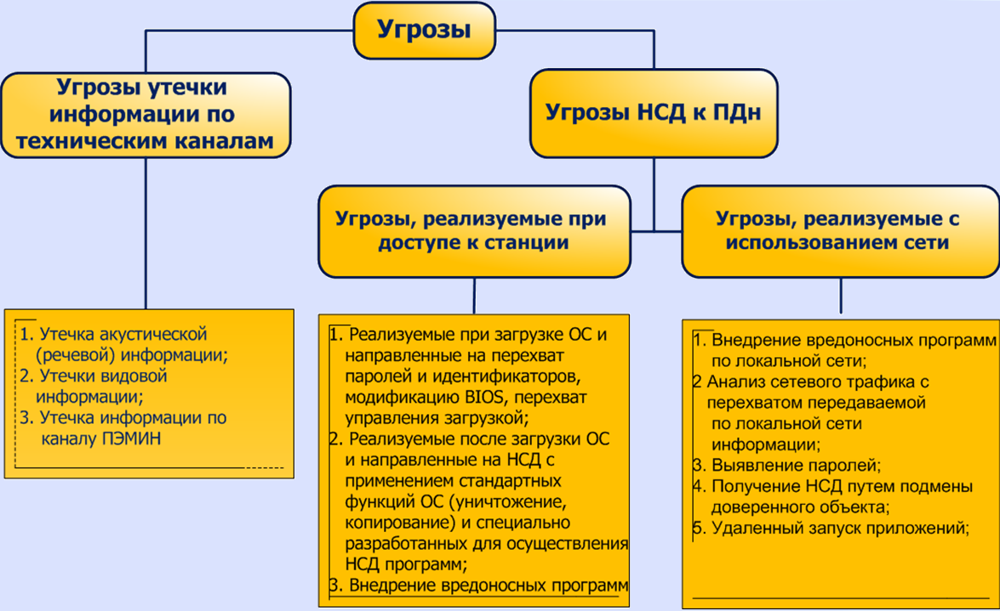 Угрозы
Угрозы утечки
информации по
техническим каналам
Угрозы НСД к ПДн
Угрозы, реализуемые при
доступе к станции
Угрозы, реализуемые с
использованием сети
1. Утечка акустической
(речевой) информации;
2. Утечки видовой
информации;
3. Утечка информации по
каналу ПЭМИН
1. Реализуемые при загрузке ОС и
направленные на перехват
паролей и идентификаторов,
модификацию BIOS, перехват
управления загрузкой;
2. Реализуемые после загрузки ОС
и направленные на НСД с
применением стандартных
функций ОС (уничтожение,
копирование) и специально
разработанных для осуществления
НСД программ;
3. Внедрение вредоносных программ
1. Внедрение вредоносных программ
по локальной сети;
2 Анализ сетевого трафика с
перехватом передаваемой
по локальной сети
информации;
3. Выявление паролей;
4. Получение НСД путем подмены
доверенного объекта;
5. Удаленный запуск приложений;